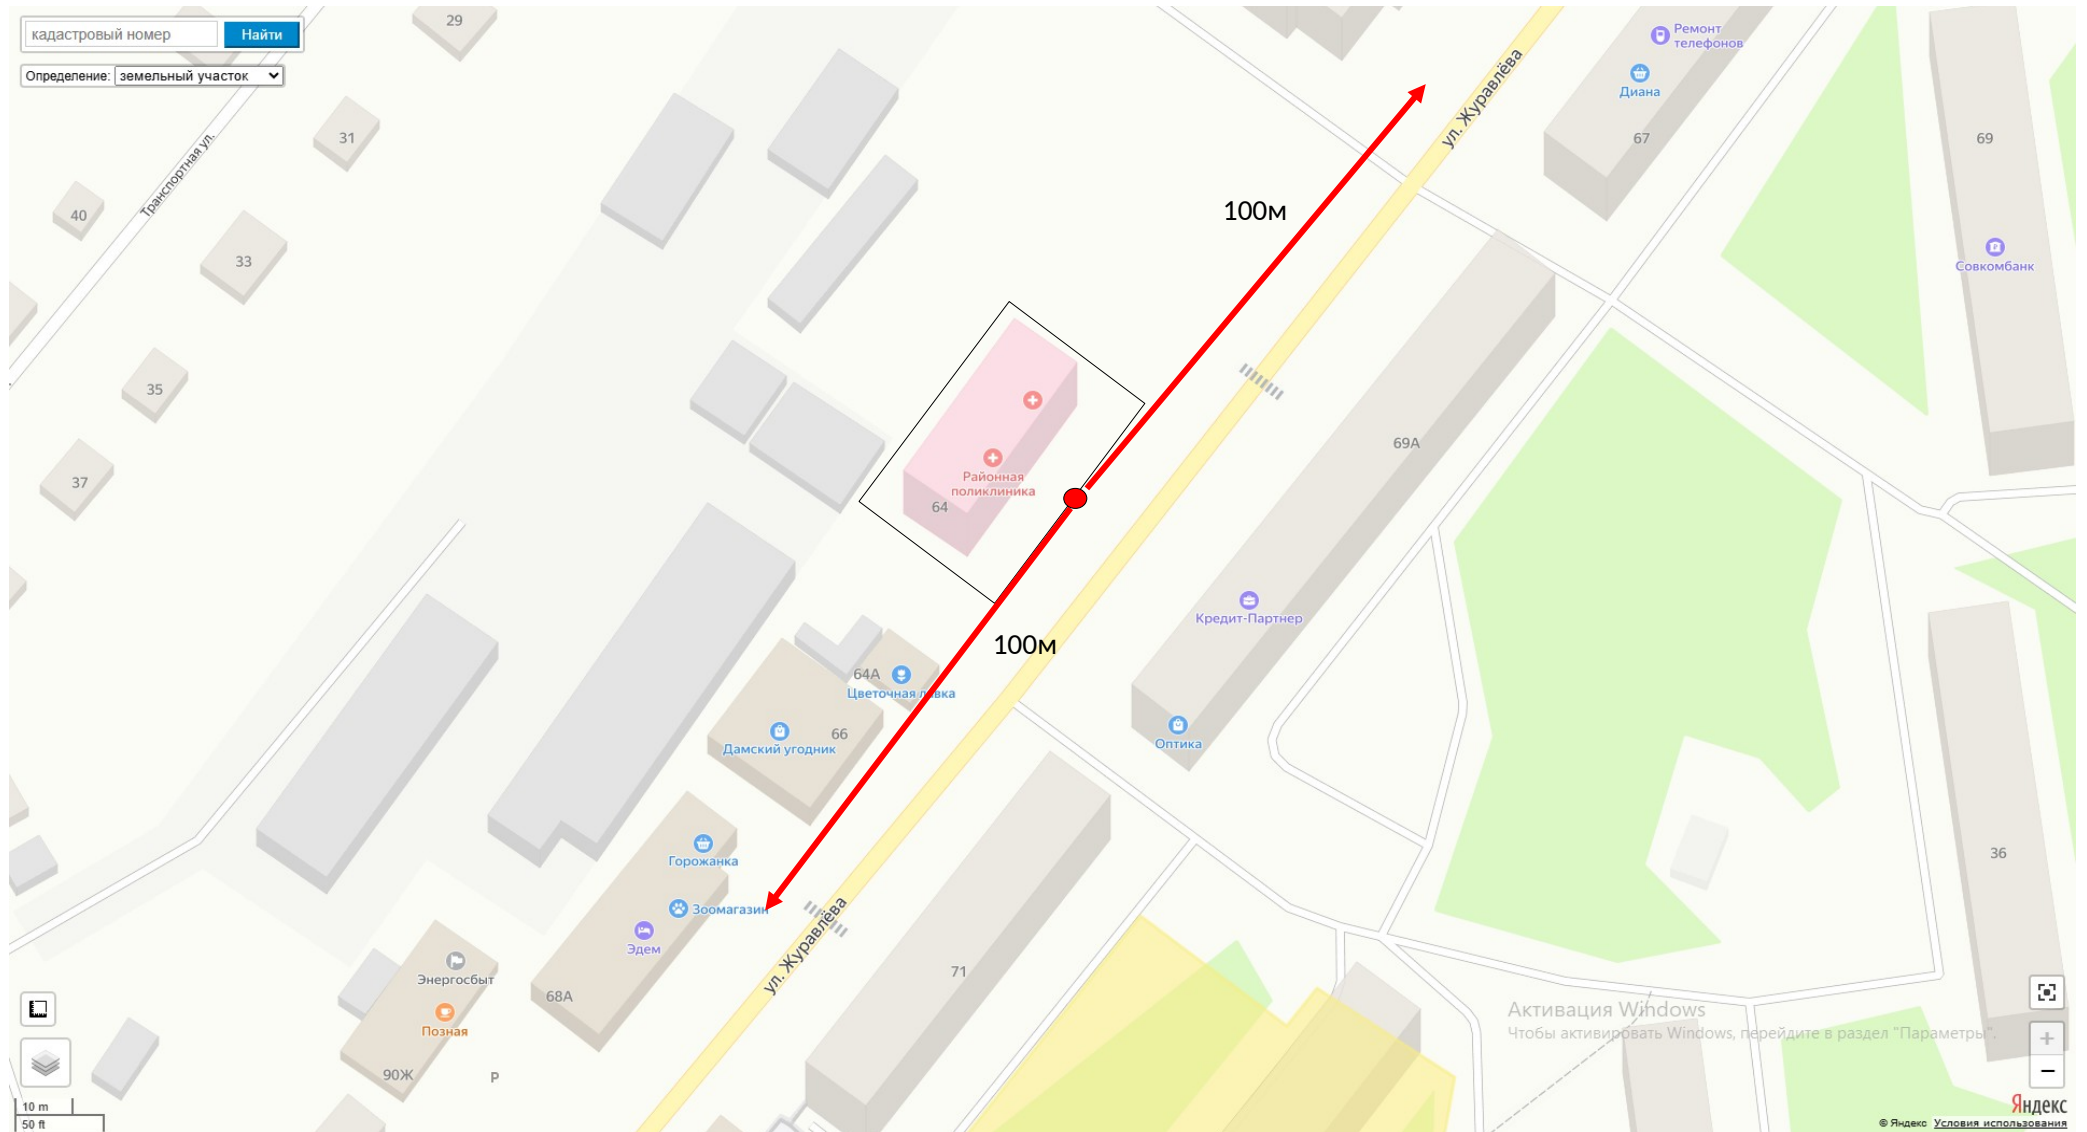 кадастровый номер
Найти
Определение: земельный участок
29
Ремонт
телефонов
Диана
ул. Журавлёва
31
67
69
Транспортная ул.
40
100м
33
Совкомбанк
35
69А
37
Районная
поликлиника
64
Кредит-Партнер
100м
64А
Цветочная лавка
66
Дамский угодник
Оптика
Горожанка
36
Зоомагазин
Эдем
ул. Журавлёва
71
Энергосбыт
68А
Позная
90Ж
P
Активация Windows
Чтобы активировать Windows, перейдите в раздел "Параметры".
+
−
10 m
50 ft
Яндекс
© Яндекс Условия использования